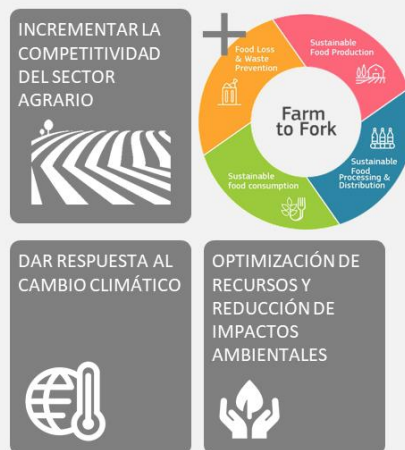 INCREMENTAR LA
COMPETITIVIDAD
DEL SECTOR
AGRARIO
Food Loss
& Waste
Prevention
Sustainable
Food Production
Farm
to Fork
Sustainable
food consumption
Sustainable
Food
Processing &
Distribution
DAR RESPUESTA AL
CAMBIO CLIMÁTICO
OPTIMIZACIÓN DE
RECURSOS Y
REDUCCIÓN DE
IMPACTOS
AMBIENTALES